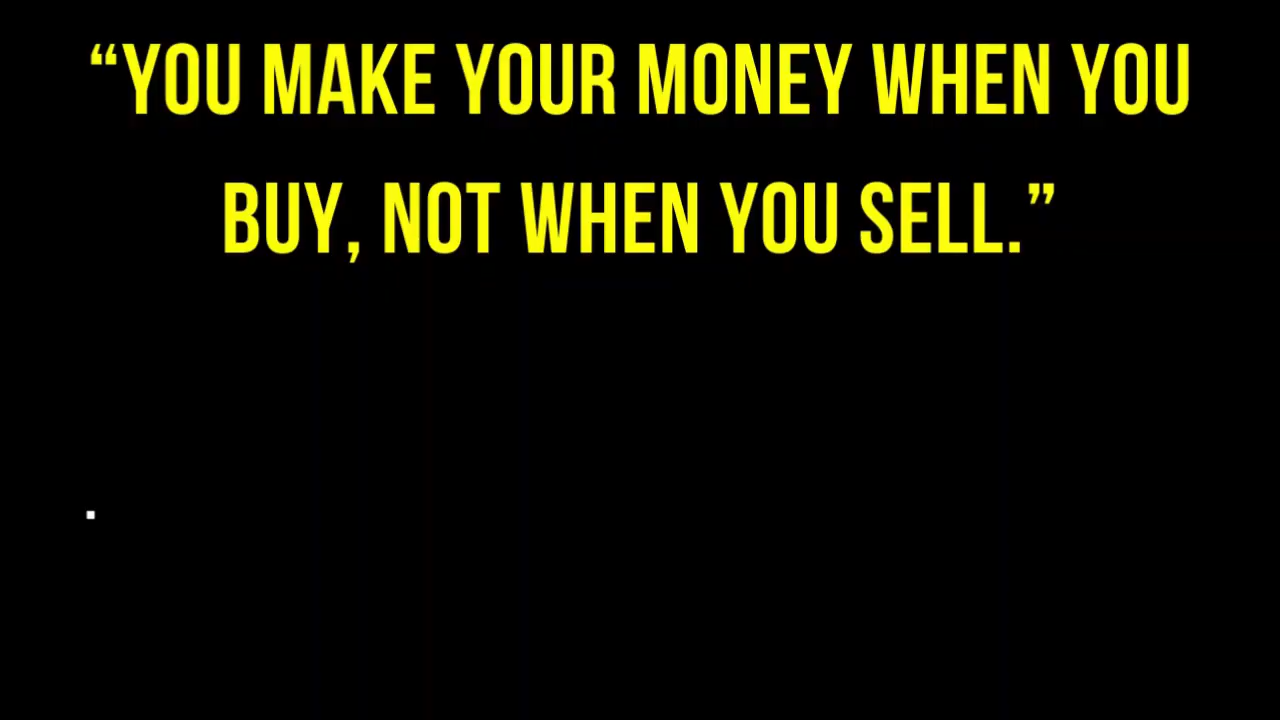 “YOU MAKE YOUR MONEY WHEN YOU
BUY, NOT WHEN YOU SELL.”
.